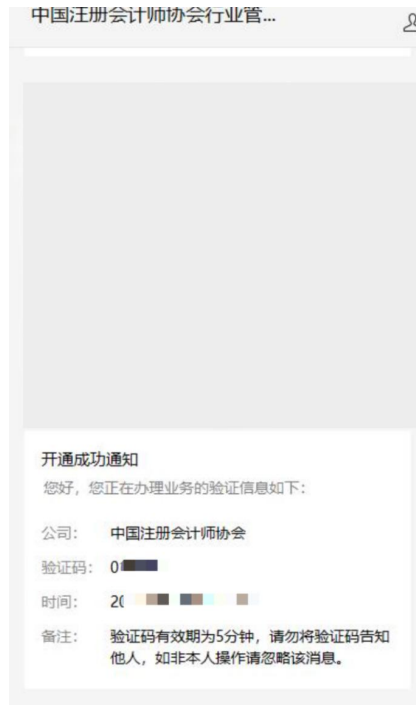 中国注册会计师协会行业管...
开通成功通知
您好，您正在办理业务的验证信息如下：
公司： 中国注册会计师协会
验证码： 0
时间： 20
备注： 验证码有效期为5分钟，请勿将验证码告知
他人，如非本人操作请忽略该消息。